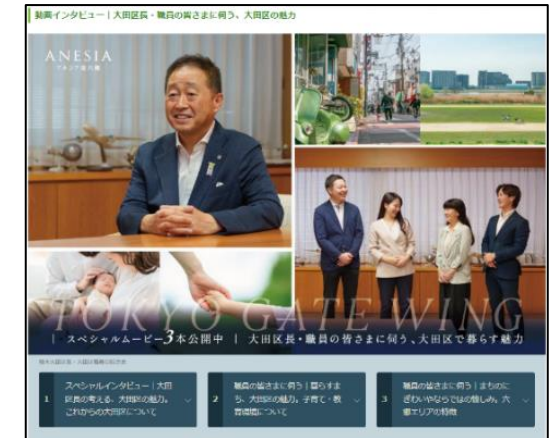 動画インタビュー|大田区長・職員の皆さまに伺う、大田区の魅力
ANESIA
TOKYO GATE WING
| スペシャルムービー3本公開中 | 大田区長・職員の皆さまに伺う、大田区で暮らす魅力
1
スペシャルインタビュー|大田
区長の考える、大田区の魅力。
これからの大田区について
2
職員の皆さまに伺う|暮らすま
ち、大田区の魅力。子育て・教
育環境について
3
職員の皆さまに伺う|まちのに
ぎわいやならではの愉しみ。六
郷エリアの特徴